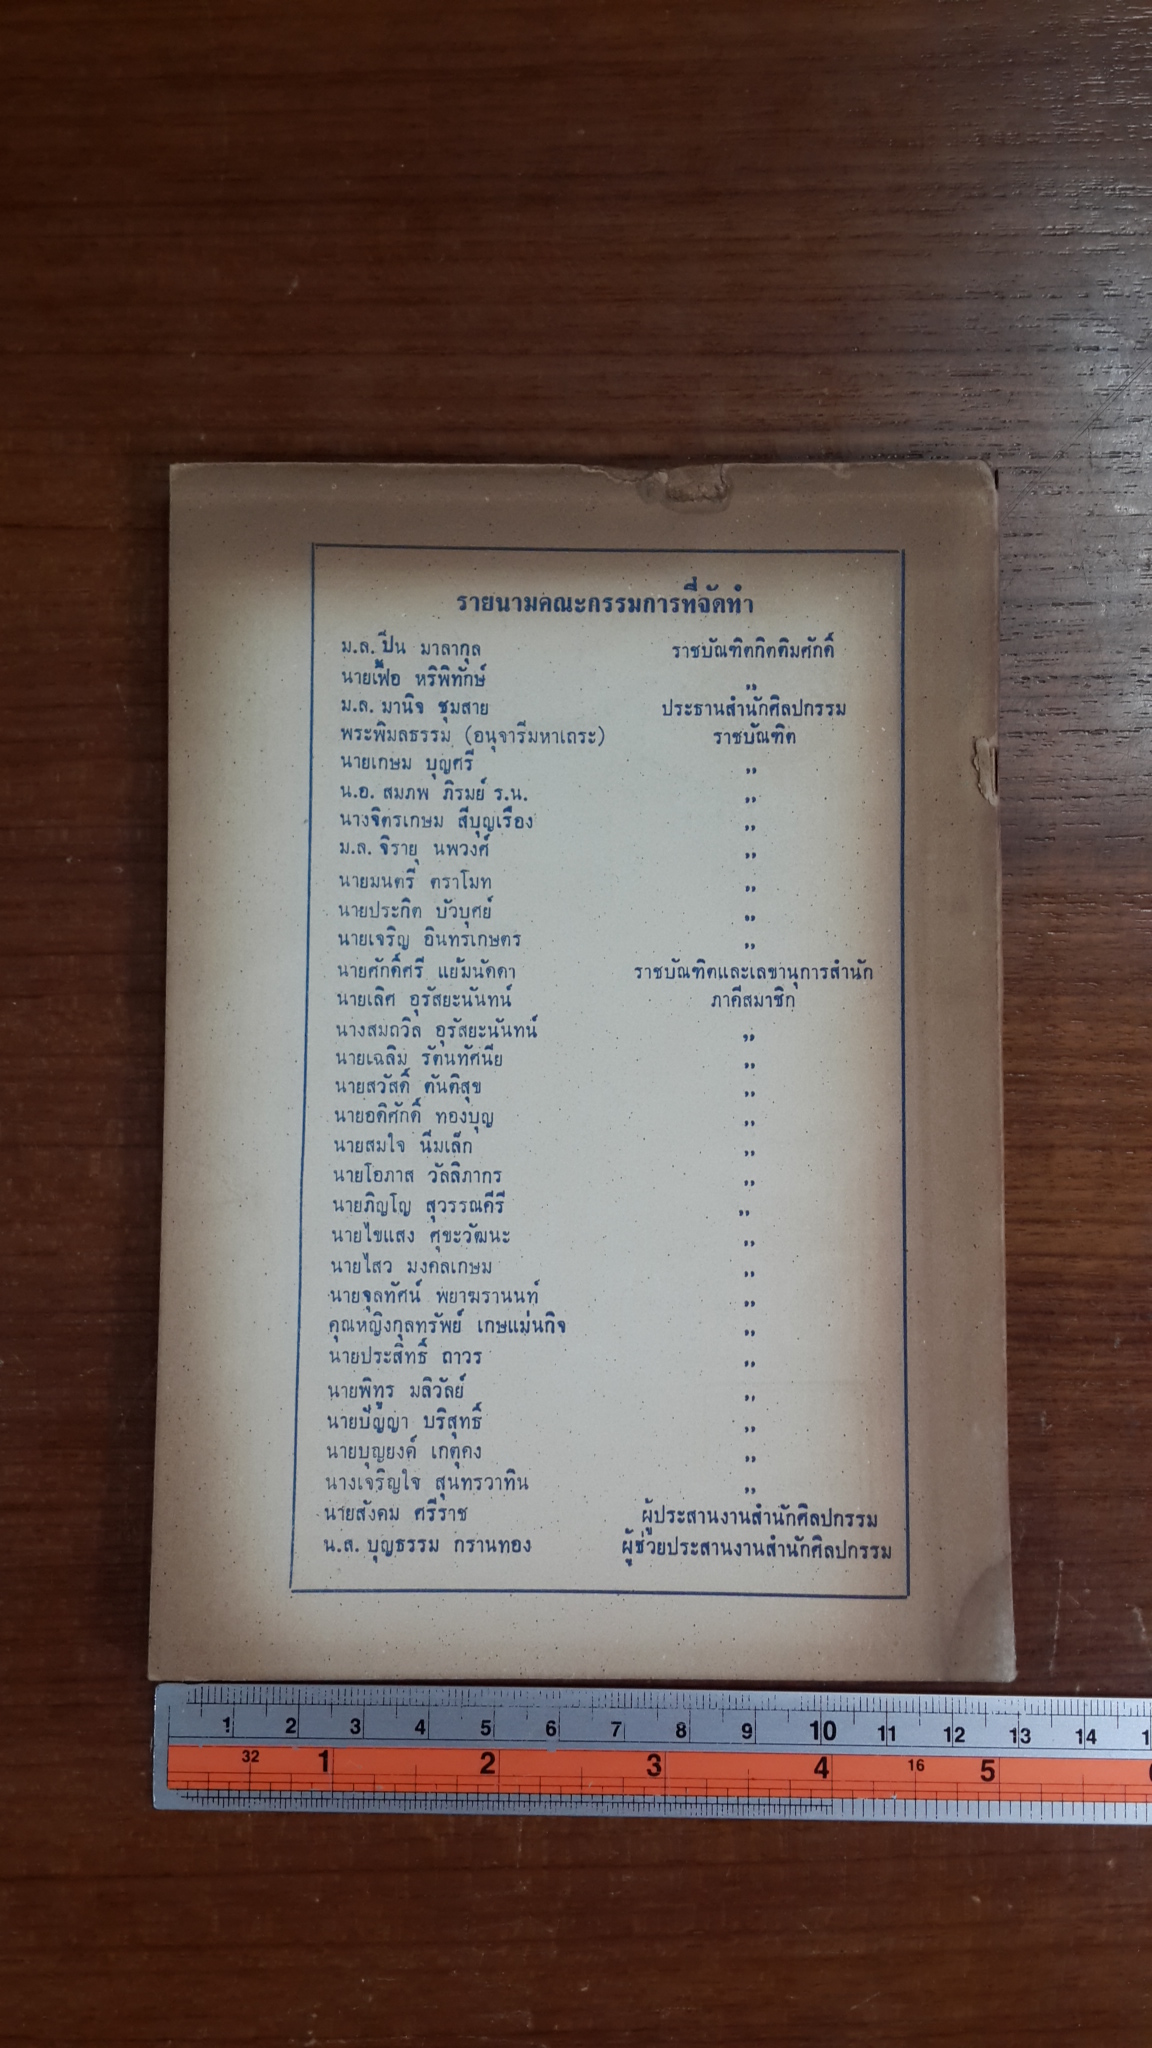 รายนามคณะกรรมการที่จัดทำ
ม.ล. ปิ่น มาลากุล ราชบัณฑิตกิตติมศักดิ์
นายเฟื้อ หริพิทักษ์ ,,
ม.ล. มานิจ ชุมสาย ประธานสำนักศิลปกรรม
พระพิมลธรรม (อนุจารีมหาเถระ) ราชบัณฑิต
นายเกษม บุญศรี ,,
น.อ. สมภพ ภิรมย์ ร.น. ,,
นางจิตรเกษม สีบุญเรือง ,,
ม.ล. จิรายุ นพวงศ์ ,,
นายมนตรี ตราโมท ,,
นายประกิต บัวบุศย์ ,,
นายเจริญ อินทรเกษตร ,,
นายศักดิ์ศรี แย้มนัดดา ราชบัณฑิตและเลขานุการสำนัก
นายเลิศ อุรัสยะนันทน์ ภาคีสมาชิก
นางสมถวิล อุรัสยะนันทน์ ,,
นายเฉลิม รัตนทัศนีย ,,
นายสวัสดิ์ ตันติสุข ,,
นายอดิศักดิ์ ทองบุญ ,,
นายสมใจ นิ่มเล็ก ,,
นายโอภาส วัลลิภากร ,,
นายภิญโญ สุวรรณคีรี ,,
นายไขแสง ศุขะวัฒนะ ,,
นายไสว มงคลเกษม ,,
นายจุลทัศน์ พยาฆรานนท์ ,,
คุณหญิงกุลทรัพย์ เกษแม่นกิจ ,,
นายประสิทธิ์ ถาวร ,,
นายพิทูร มลิวัลย์ ,,
นายปัญญา บริสุทธิ์ ,,
นายบุญยงค์ เกตุคง ,,
นางเจริญใจ สุนทรวาทิน ,,
นายสังคม ศรีราช ผู้ประสานงานสำนักศิลปกรรม
น.ส. บุญธรรม กรานทอง ผู้ช่วยประสานงานสำนักศิลปกรรม
1 2 3 4 5 6 7 8 9 10 11 12 13 14
32 1 2 3 4 16 5